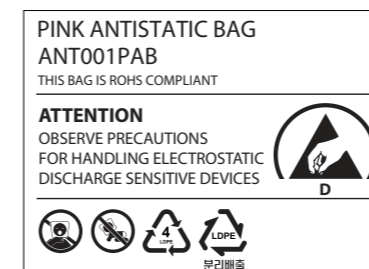 PINK ANTISTATIC BAG
ANT001PAB
THIS BAG IS ROHS COMPLIANT
ATTENTION
OBSERVE PRECAUTIONS
FOR HANDLING ELECTROSTATIC
DISCHARGE SENSITIVE DEVICES
D
4
LDPE
LDPE
분리배출